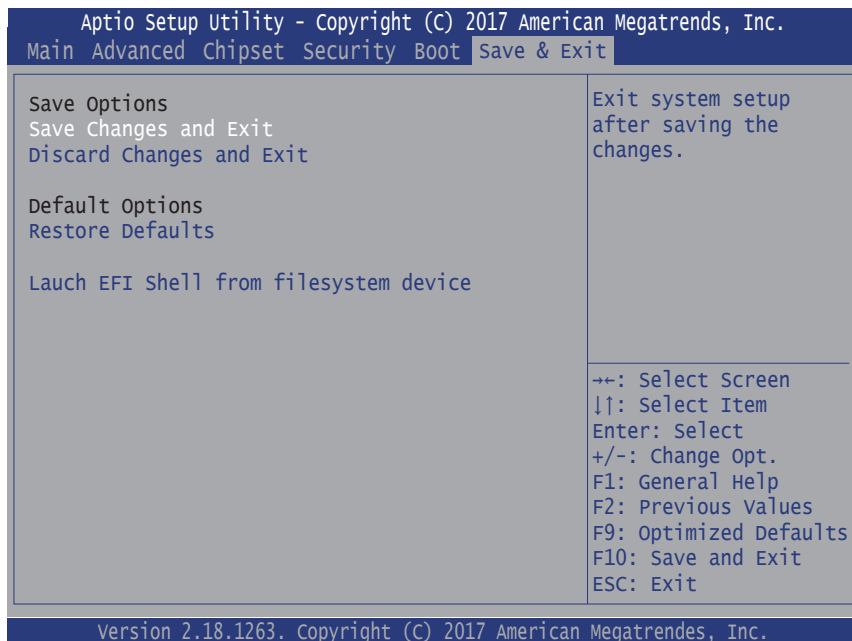 Aptio Setup Utility - Copyright (C) 2017 American Megatrends, Inc.
Main Advanced Chipset Security Boot Save & Exit
Save Options
Save Changes and Exit
Discard Changes and Exit
Default Options
Restore Defaults
Lauch EFI Shell from filesystem device
Exit system setup
after saving the
changes.
→←: Select Screen
↓↑: Select Item
Enter: Select
+/-: Change Opt.
F1: General Help
F2: Previous Values
F9: Optimized Defaults
F10: Save and Exit
ESC: Exit
Version 2.18.1263. Copyright (C) 2017 American Megatrendes, Inc.